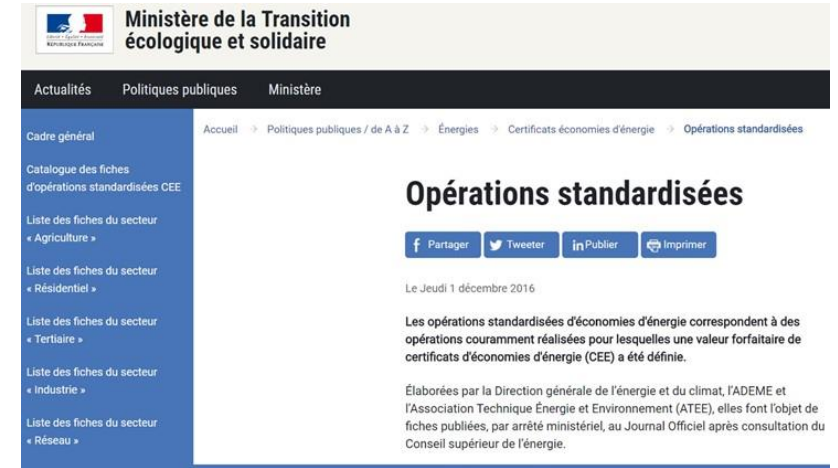 Ministère de la Transition
écologique et solidaire
RÉPUBLIQUE FRANÇAISE
Actualités Politiques publiques Ministère
Cadre général
Catalogue des fiches
d'opérations standardisées CEE
Liste des fiches du secteur
« Agriculture »
Liste des fiches du secteur
« Résidentiel »
Liste des fiches du secteur
« Tertiaire »
Liste des fiches du secteur
« Industrie »
Liste des fiches du secteur
« Réseau »
Accueil Politiques publiques / de A à Z Énergies Certificats économies d'énergie Opérations standardisées
Opérations standardisées
Partager Tweeter Publier Imprimer
Le Jeudi 1 décembre 2016
Les opérations standardisées d'économies d'énergie correspondent à des
opérations couramment réalisées pour lesquelles une valeur forfaitaire de
certificats d'économies d'énergie (CEE) a été définie.
Élaborées par la Direction générale de l'énergie et du climat, l'ADEME et
l'Association Technique Énergie et Environnement (ATEE), elles font l'objet de
fiches publiées, par arrêté ministériel, au Journal Officiel après consultation du
Conseil supérieur de l'énergie.